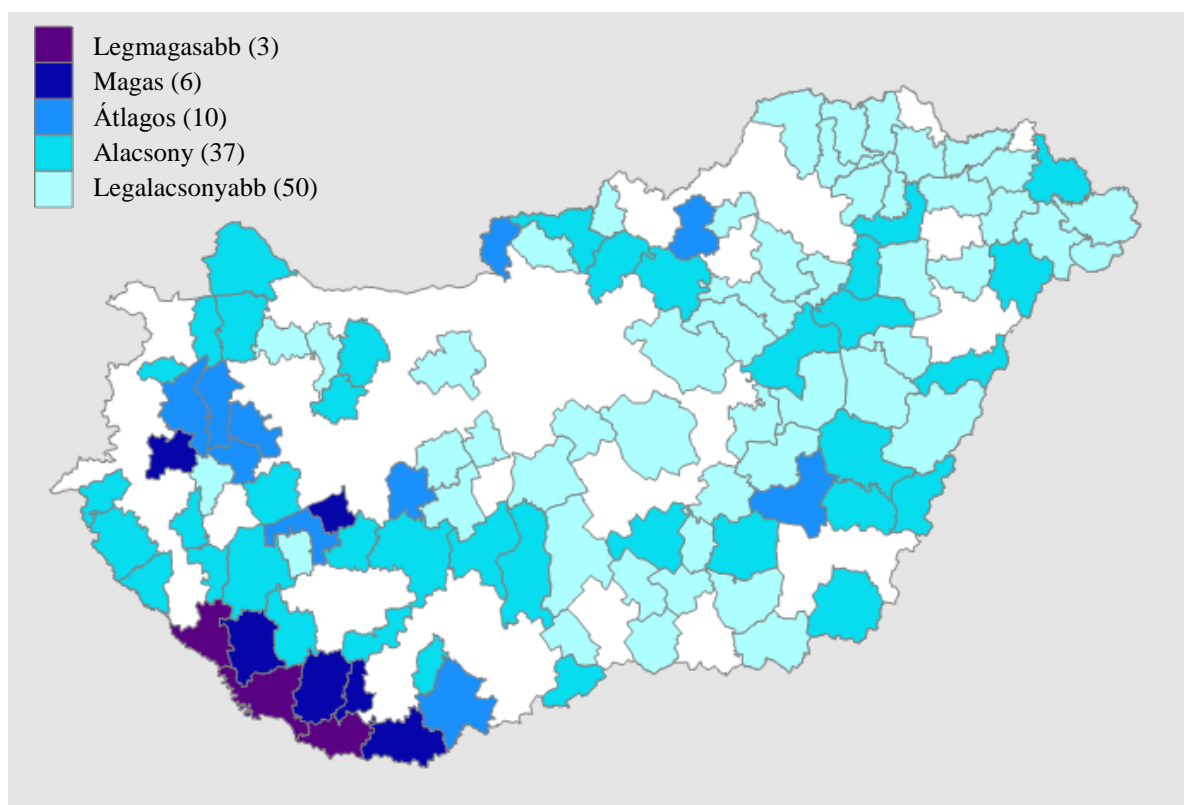 Legmagasabb (3)
Magas (6)
Átlagos (10)
Alacsony (37)
Legalacsonyabb (50)